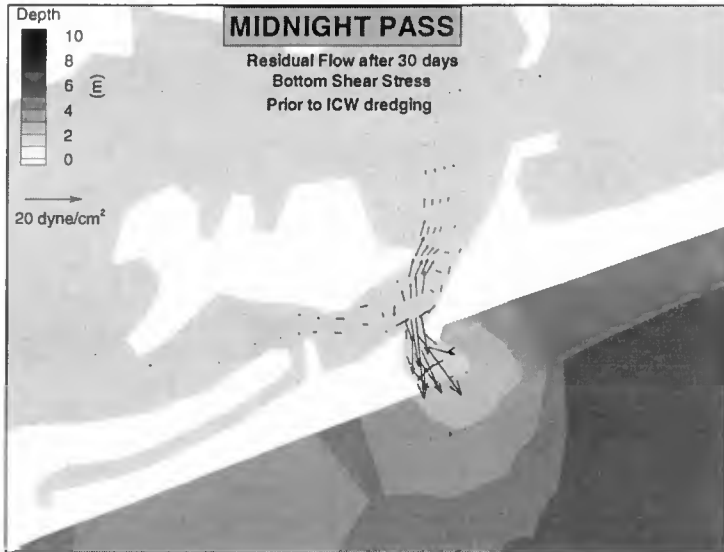 Depth
MIDNIGHT PASS
Residual Flow after 30 days
Bottom Shear Stress
Prior to ICW dredging
10
8
6
4
2
0
(m)
20 dyne/cm²